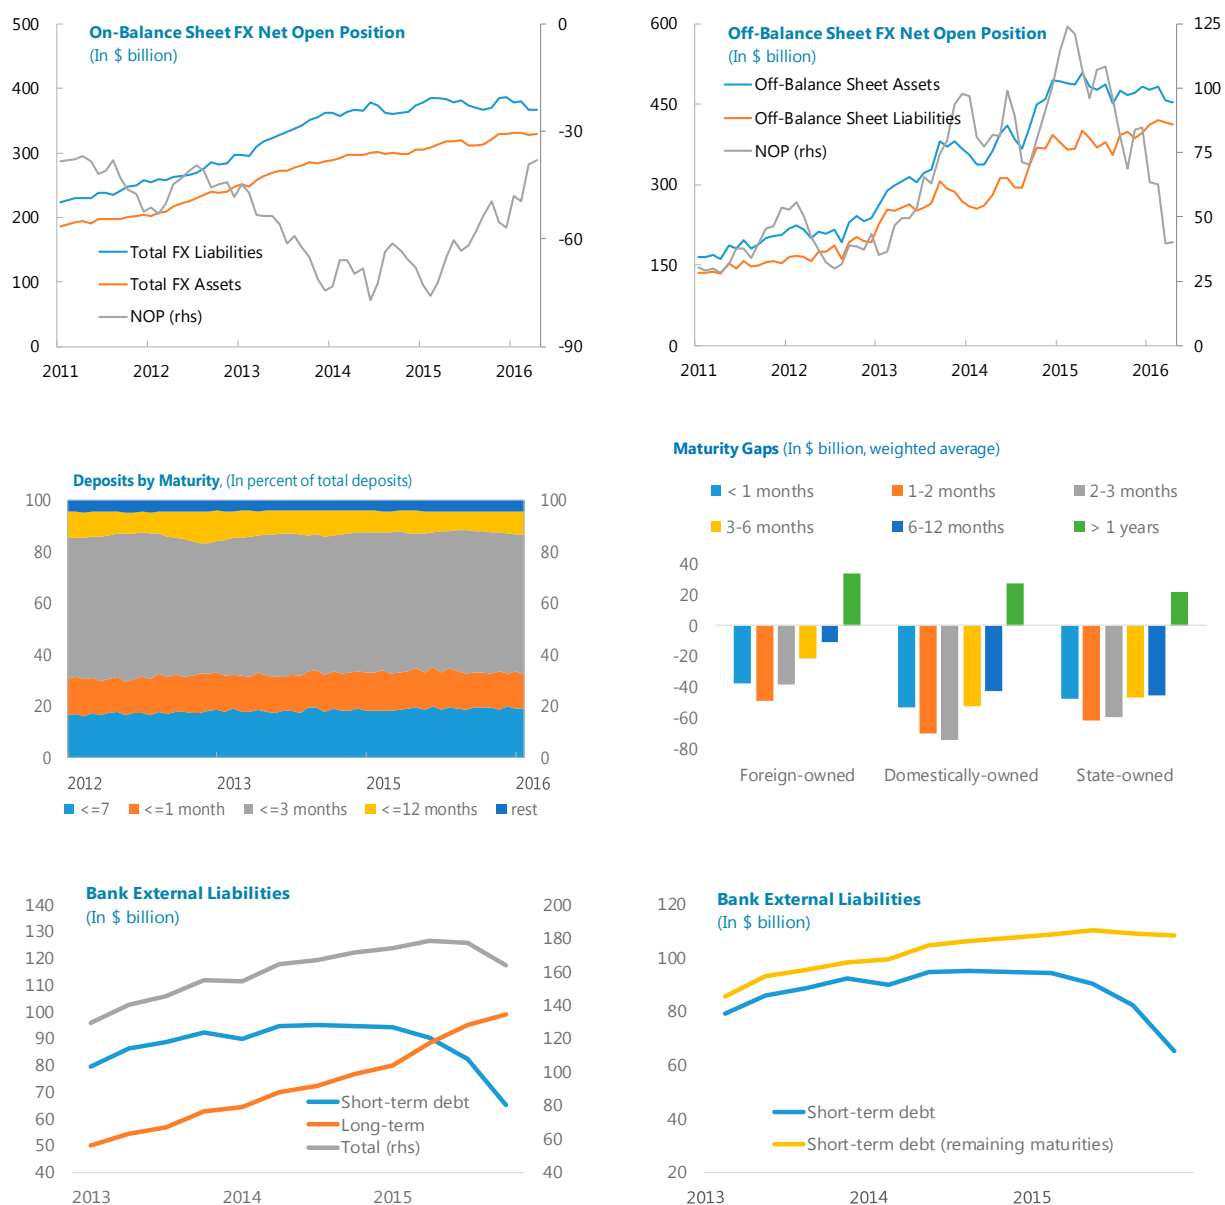 On-Balance Sheet FX Net Open Position
(In $ billion)
500
400
300
200
100
0
0
-30
-60
-90
Total FX Liabilities
Total FX Assets
NOP (rhs)
2011 2012 2013 2014 2015 2016
Off-Balance Sheet FX Net Open Position
(In $ billion)
600
450
300
150
0
125
100
75
50
25
0
Off-Balance Sheet Assets
Off-Balance Sheet Liabilities
NOP (rhs)
2011 2012 2013 2014 2015 2016
Deposits by Maturity, (In percent of total deposits)
100
80
60
40
20
0
100
80
60
40
20
0
2012 2013 2015 2016
<=7 <=1 month <=3 months <=12 months rest
Maturity Gaps (In $ billion, weighted average)
< 1 months 1-2 months 2-3 months
3-6 months 6-12 months > 1 years
40
20
0
-20
-40
-60
-80
Foreign-owned Domestically-owned State-owned
Bank External Liabilities
(In $ billion)
140
130
120
110
100
90
80
70
60
50
40
200
180
160
140
120
100
80
60
40
Short-term debt
Long-term
Total (rhs)
2013 2014 2015
Bank External Liabilities
(In $ billion)
120
100
80
60
40
20
Short-term debt
Short-term debt (remaining maturities)
2013 2014 2015